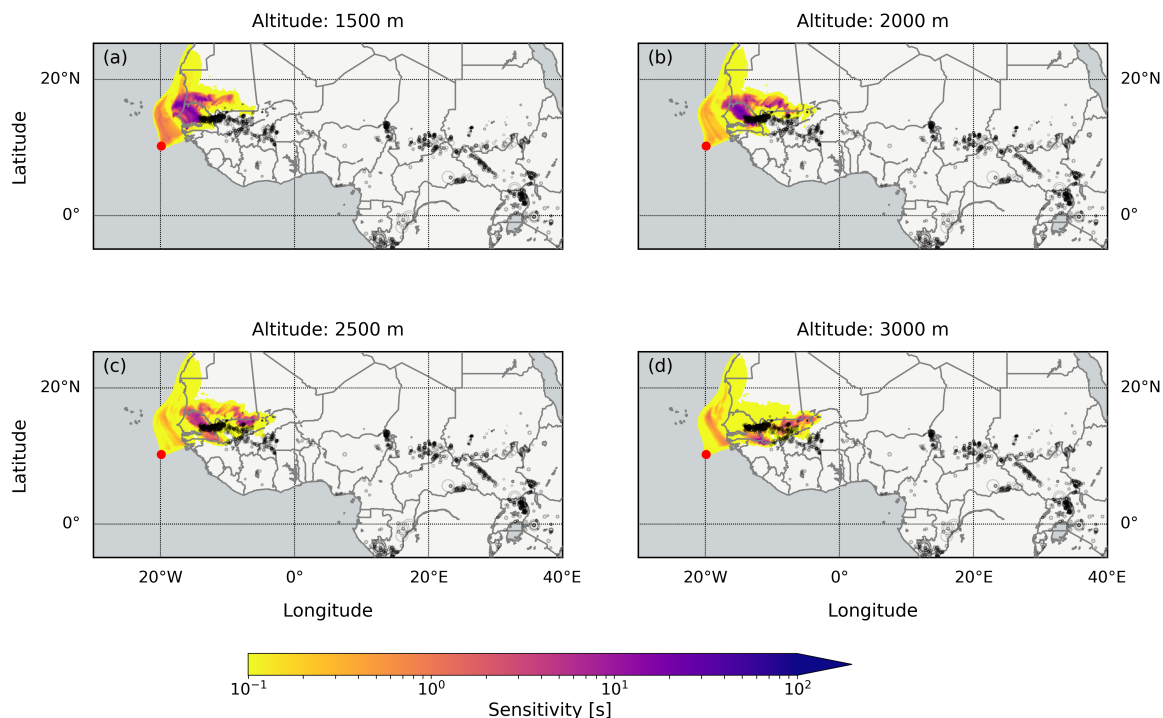 Altitude: 1500 m
Altitude: 2000 m
(a)
(b)
20°N
20°N
Latitude
0°
0°
Altitude: 2500 m
Altitude: 3000 m
(c)
(d)
20°N
20°N
Latitude
0°
0°
20°W 0° 20°E 40°E
20°W 0° 20°E 40°E
Longitude
Longitude
10⁻¹ 10⁰ 10¹ 10²
Sensitivity [s]